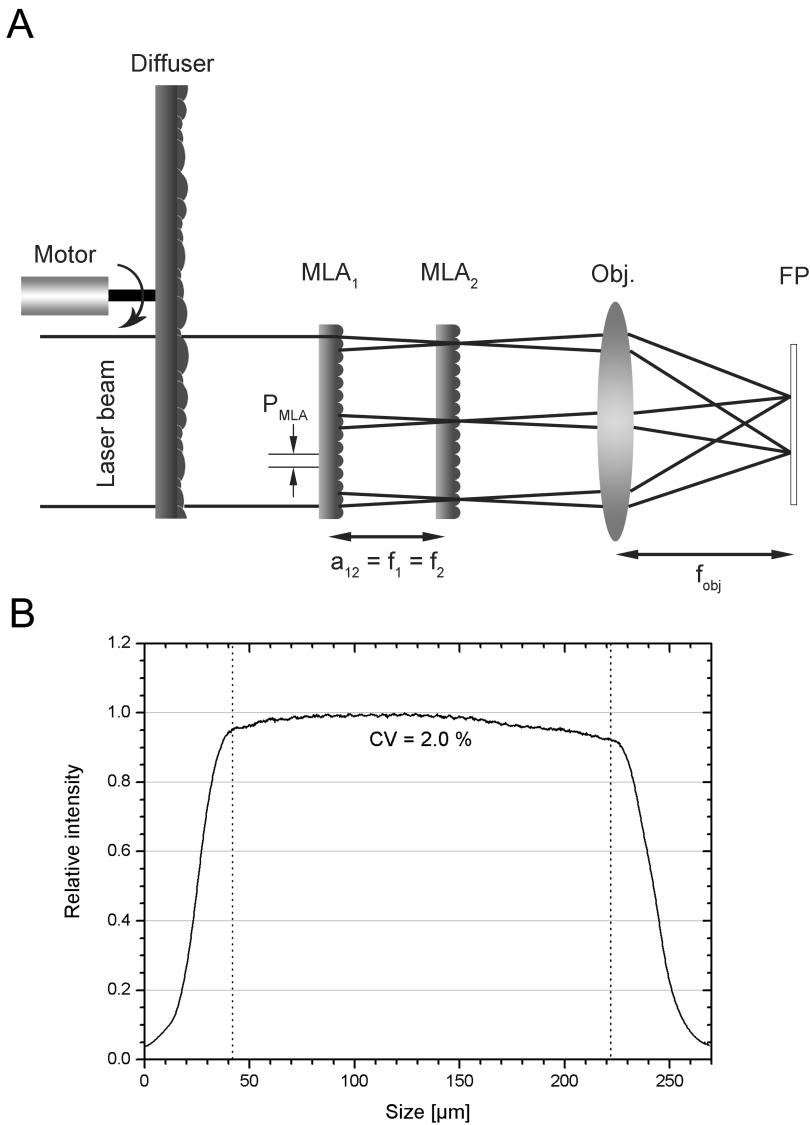 A
Diffuser
Motor
MLA₁
MLA₂
Obj.
FP
Laser beam
P_MLA
a₁₂ = f₁ = f₂
f_obj
B
1.2
1.0
0.8
0.6
0.4
0.2
0.0
Relative intensity
CV = 2.0 %
0 50 100 150 200 250
Size [µm]